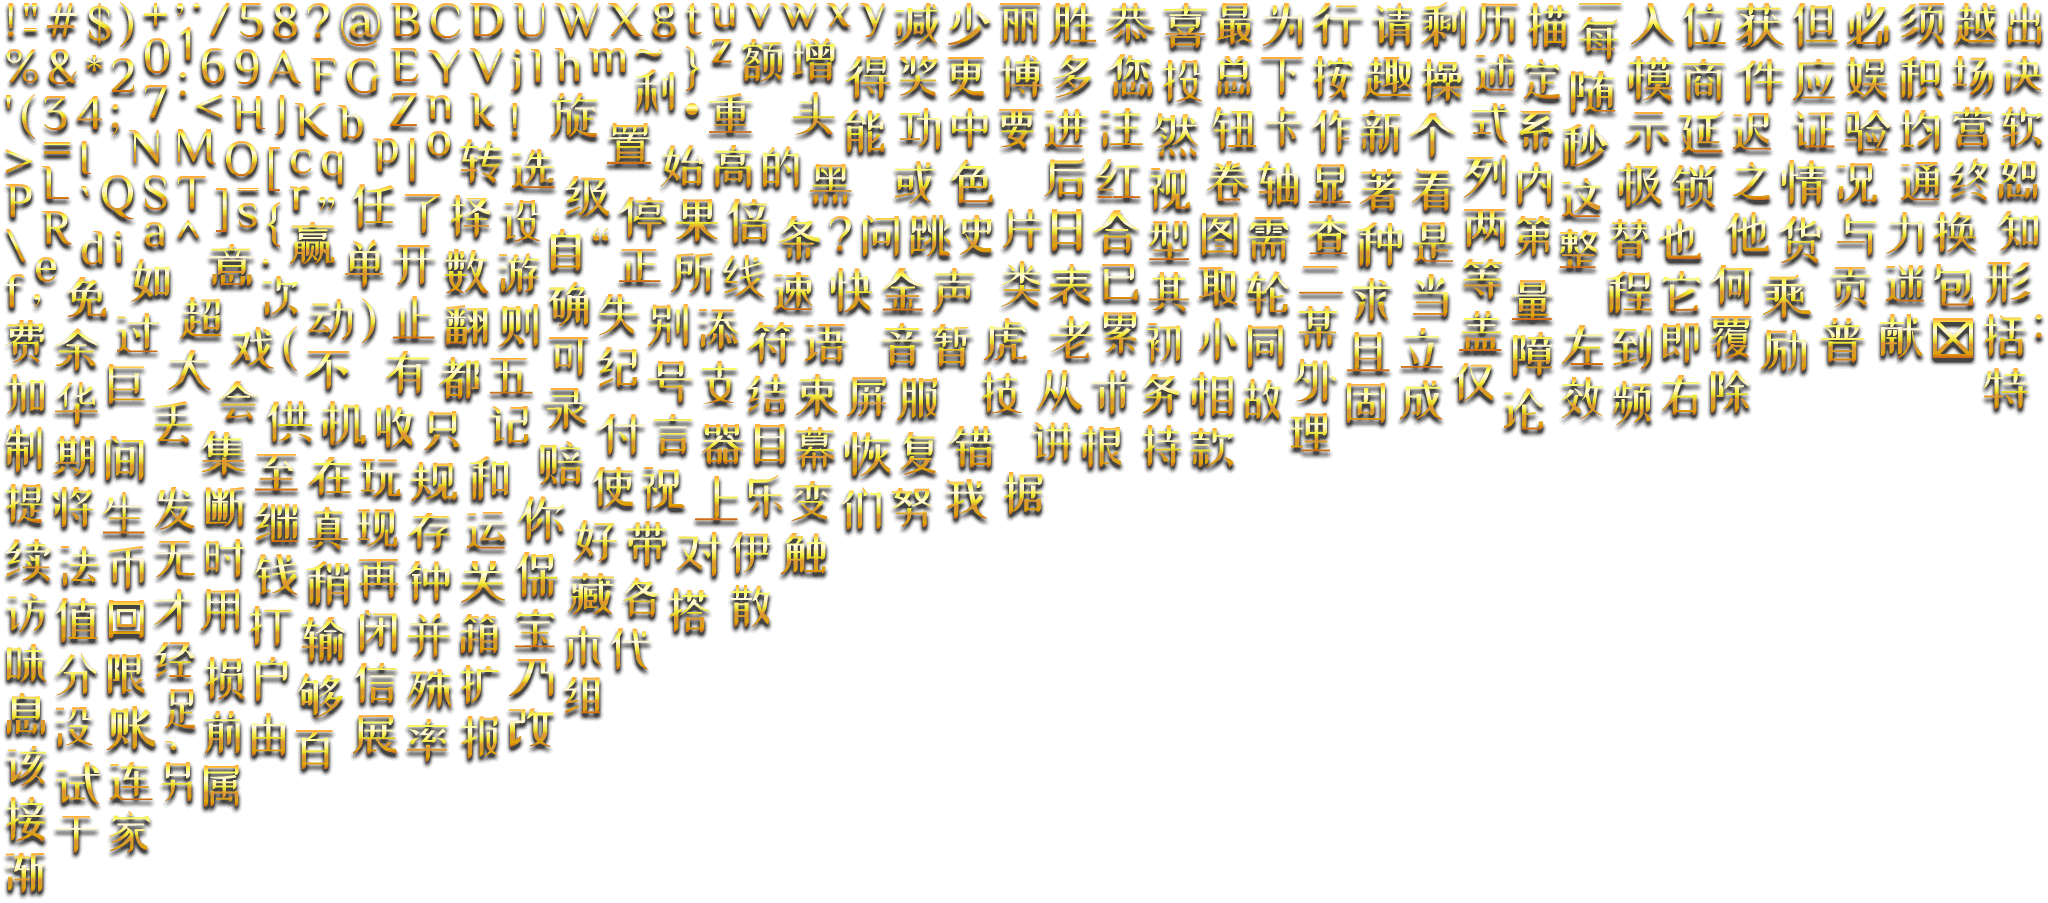 !"#$)+'¨/58?@BCDUWXgtuvwxy减少丽胜恭喜最为行请剩历描每入位获但必须越出
%&*20!:69AFGEYVjlhm~}z额增得奖更博多您投总下按趣操述定随模商件应娱积场决
'(34;7<HJKbZnk!旋利•重头能功中要进注然钮卡作新个式系秒示延迟证验均营软
>=[NMO[cqp|o转选置始高的黑或色后红视卷轴显著看列内这极锁之情况通终恕
PL、QST]s{r"任了择设级停果倍条?问跳史片日合型图需查种是两第整替也他货与力换知
\Rdia^赢单开数游自“正所线速快金声类表已其取轮二求当等量程它何乘页迷包形
fe,免如意.次动)止翻则确失别添符语音暂虎老累初小同某且立盖障左到即覆励普献括:
费余过超戏(不有都五可纪号支结束屏服技从市务相故外固成仅论效频右除特
加华巨大会供机收只记录付言器目幕恢复错讲根持款理
制期间丢集至在玩规和赔使祝上乐变们努我据
提将生发断继真现存运你好带对伊触
续法币无时钱稍再钟关保藏各搭散
访值回才用打输闭并箱宝木代
味分限经损户够信殊扩乃细
息没账足前由百展率报改
该试连另属
接干家
渐